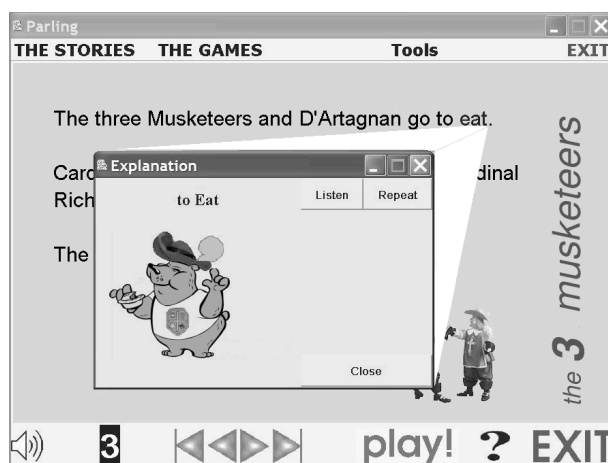 Parling
THE STORIES THE GAMES Tools EXIT
The three Musketeers and D'Artagnan go to eat.
Card dinal
Rich
The
Explanation
to Eat
Listen Repeat
Close
the 3 musketeers
3 play! ? EXIT